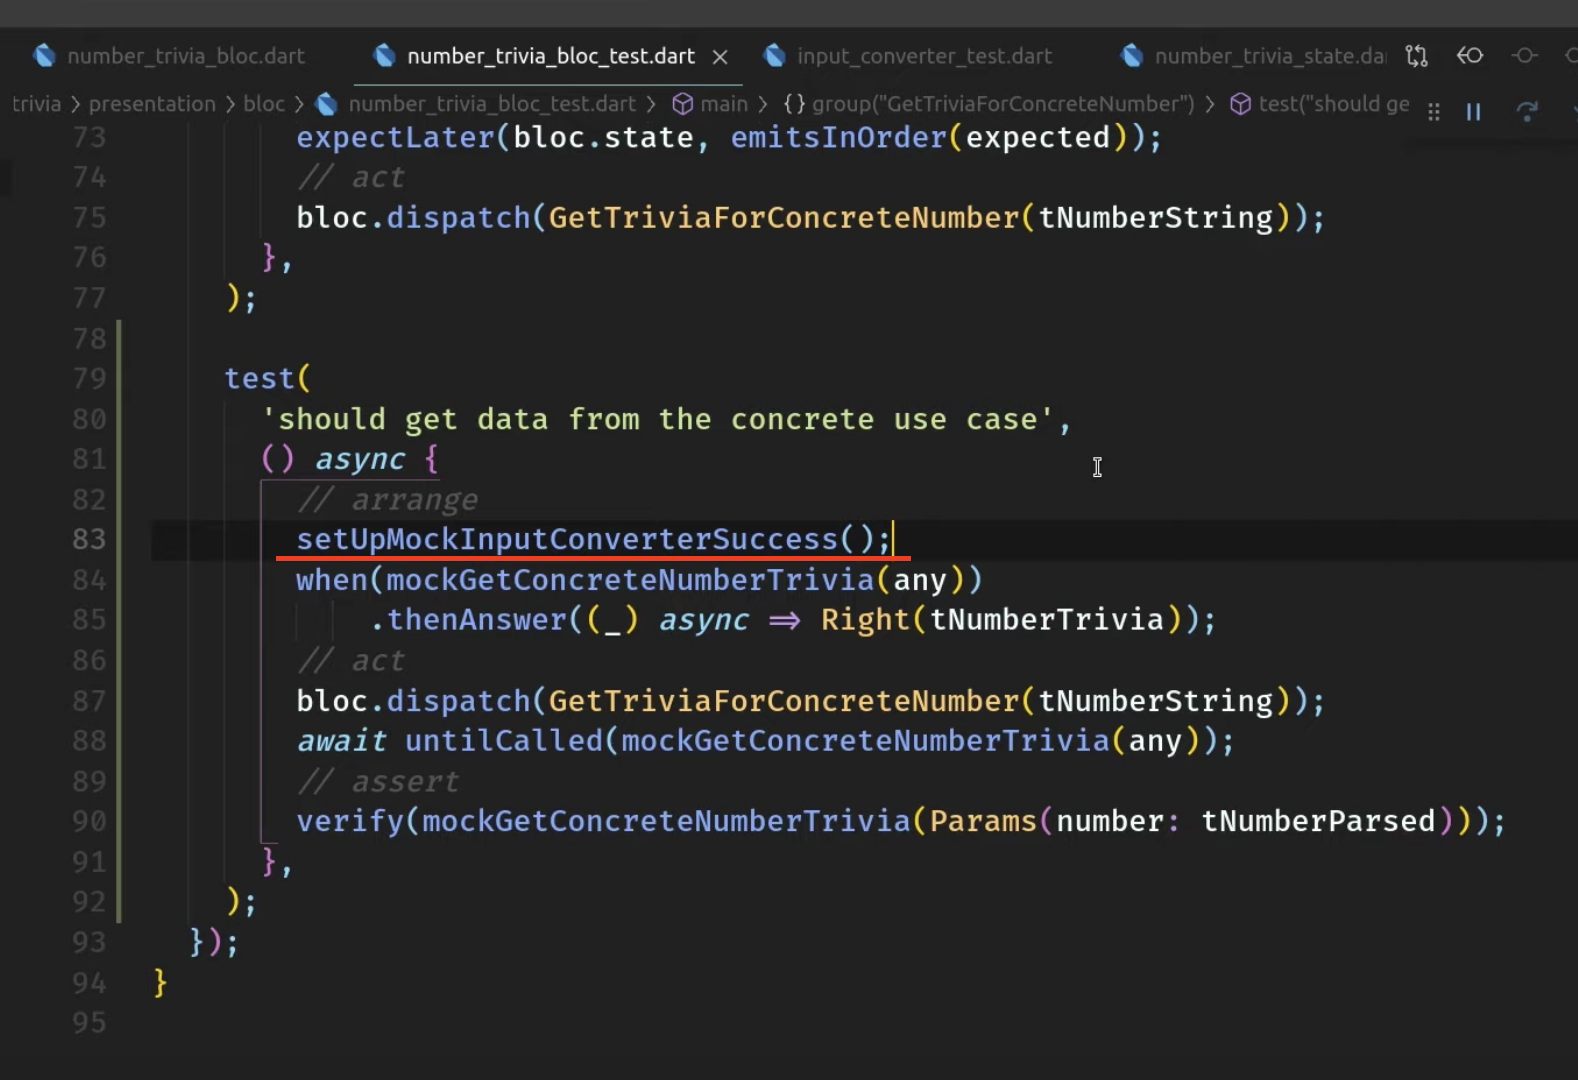 number_trivia_bloc.dart number_trivia_bloc_test.dart input_converter_test.dart number_trivia_state.da
trivia > presentation > bloc > number_trivia_bloc_test.dart > main > {} group("GetTriviaForConcreteNumber") > test("should ge
73 expectLater(bloc.state, emitsInOrder(expected));
74 // act
75 bloc.dispatch(GetTriviaForConcreteNumber(tNumberString));
76 },
77 );
78
79 test(
80 'should get data from the concrete use case',
81 () async {
82 // arrange
83 setUpMockInputConverterSuccess();
84 when(mockGetConcreteNumberTrivia(any))
85 .thenAnswer((_) async => Right(tNumberTrivia));
86 // act
87 bloc.dispatch(GetTriviaForConcreteNumber(tNumberString));
88 await untilCalled(mockGetConcreteNumberTrivia(any));
89 // assert
90 verify(mockGetConcreteNumberTrivia(Params(number: tNumberParsed)));
91 },
92 );
93 });
94 }
95